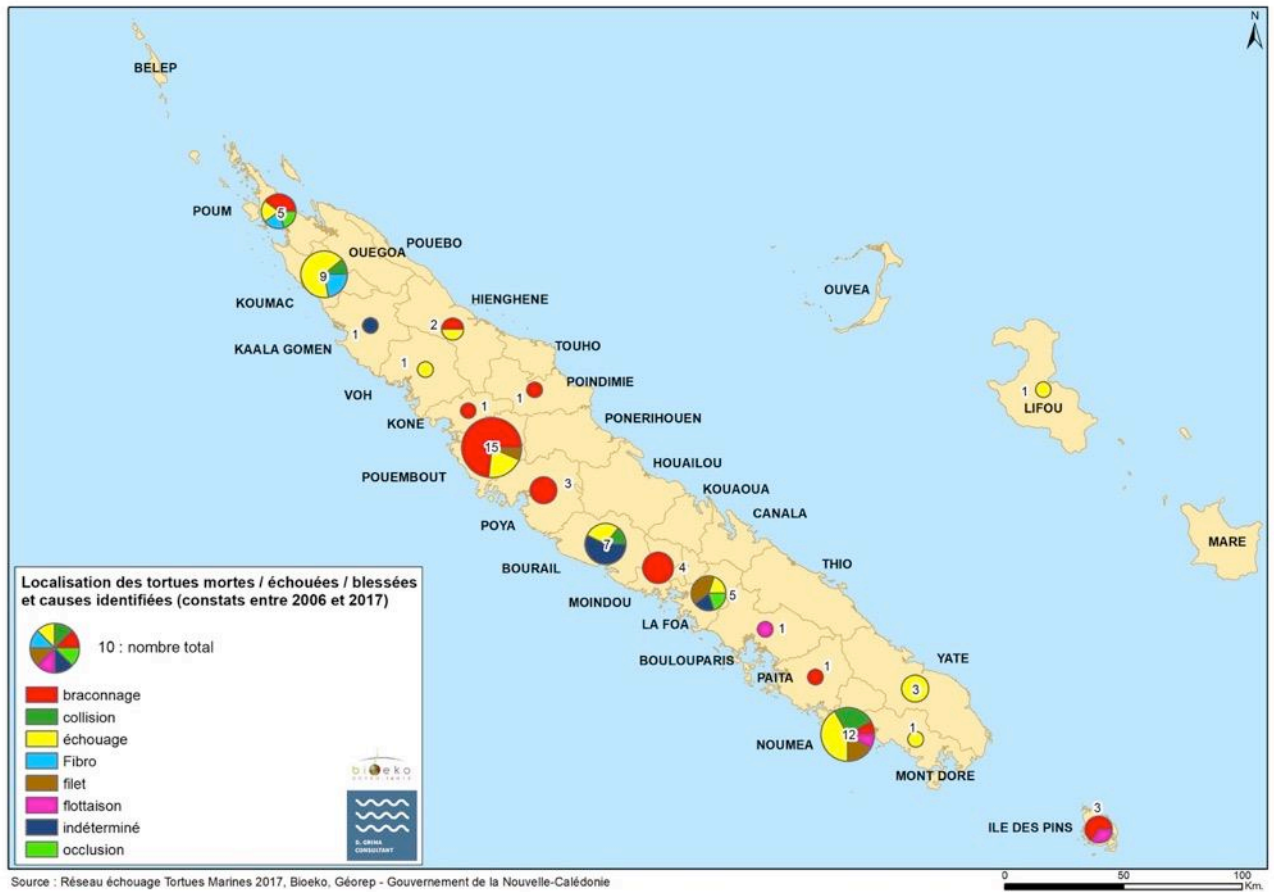 N
BELEP
POUM
5
OUEGOA
POUEBO
9
KOUMAC
HIENGHENE
2
1
KAALA GOMEN
TOUHO
1
VOH
POINDIMIE
1
1
KONE
PONERIHOUEN
15
POUEMBOUT
HOUAILOU
3
KOUAOUA
POYA
CANALA
7
BOURAIL
4
THIO
MOINDOU
5
LA FOA
1
BOULOUPARIS
YATE
1
PAITA
3
NOUMEA
12
1
MONT DORE
3
ILE DES PINS
OUVEA
1
LIFOU
MARE
Localisation des tortues mortes / échouées / blessées
et causes identifiées (constats entre 2006 et 2017)
10 : nombre total
braconnage
collision
échouage
Fibro
filet
flottaison
indéterminé
occlusion
bioeko
CONSULTANT
Source : Réseau échouage Tortues Marines 2017, Bioeko, Géorep - Gouvernement de la Nouvelle-Calédonie
0 50 100
Km.